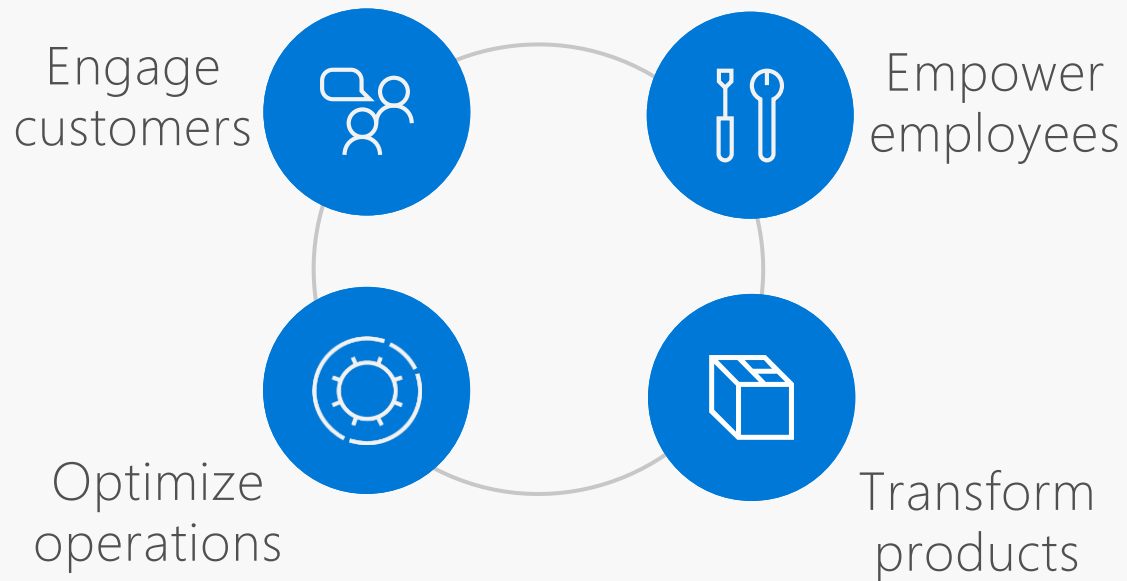 Engage
customers
Empower
employees
Optimize
operations
Transform
products